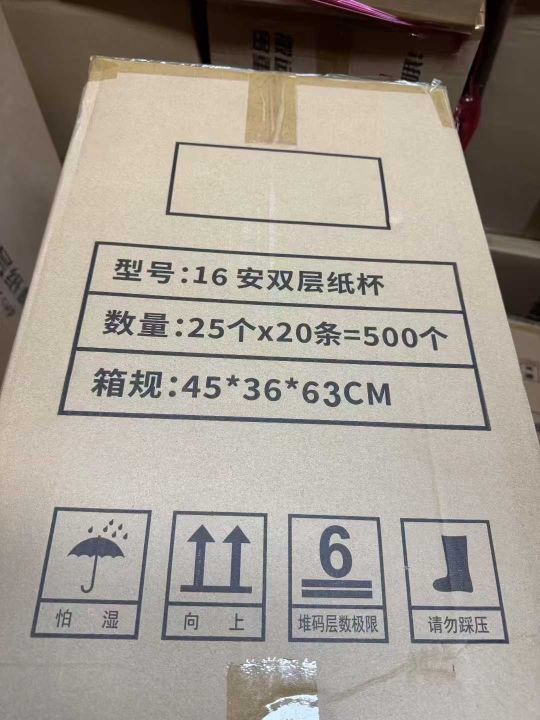 型号:16 安双层纸杯
数量:25个x20条=500个
箱规:45*36*63CM
6
怕 湿
向 上
堆码层数极限
请勿踩压